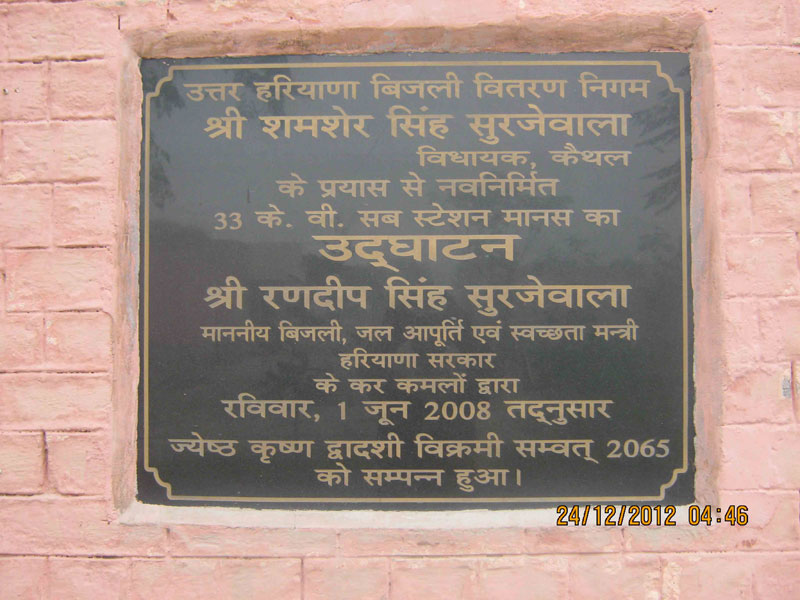 उत्तर हरियाणा बिजली वितरण निगम
श्री शमशेर सिंह सुरजेवाला
विधायक, कैथल
के प्रयास से नवनिर्मित
33 के. वी. सब स्टेशन मानस का
उद्घाटन
श्री रणदीप सिंह सुरजेवाला
माननीय बिजली, जल आपूर्ति एवं स्वच्छता मन्त्री
हरियाणा सरकार
के कर कमलों द्वारा
रविवार, 1 जून 2008 तद्नुसार
ज्येष्ठ कृष्ण द्वादशी विक्रमी सम्वत् 2065
को सम्पन्न हुआ।
24/12/2012 04:46